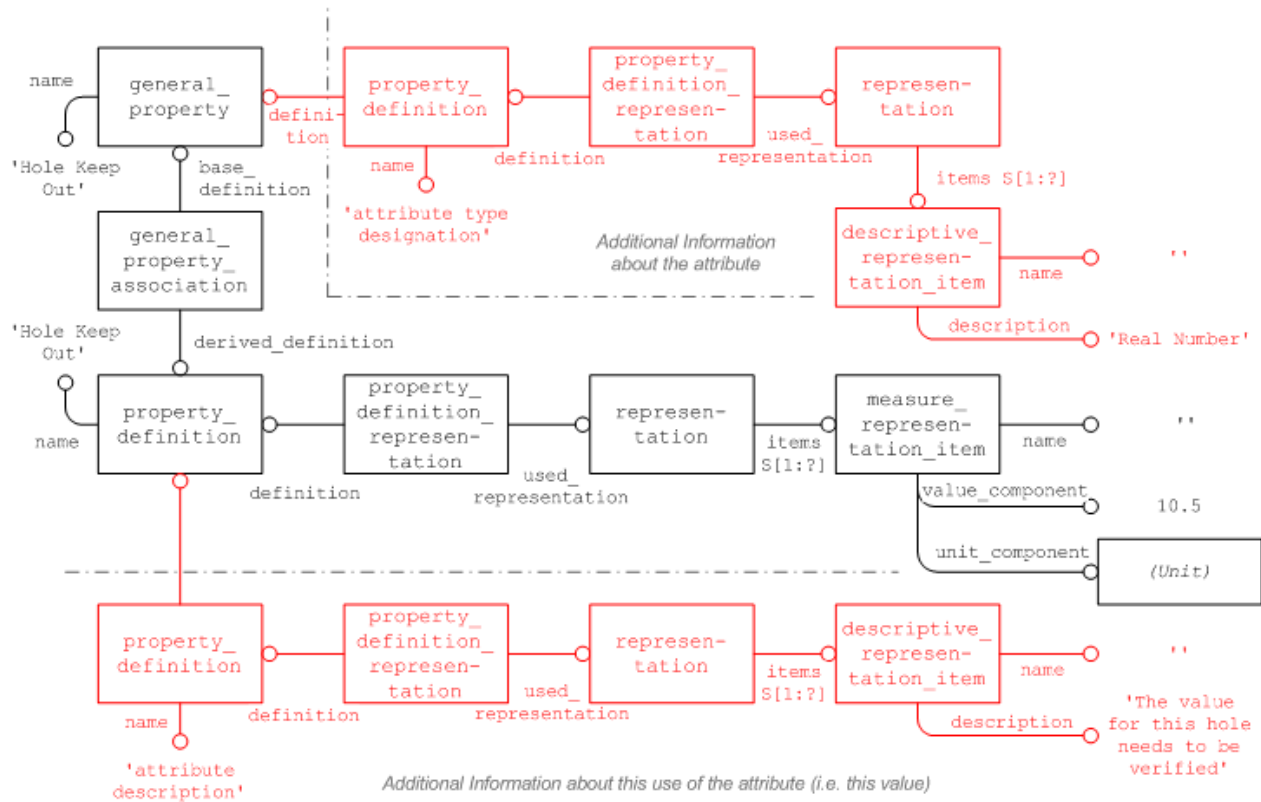 name
general_
property
'Hole Keep
Out'
defini-
tion
property_
definition
name
'attribute type
designation'
definition
property_
definition_
represen-
tation
used_
representation
represen-
tation
items S[1:?]
base_
definition
general_
property_
association
Additional Information
about the attribute
descriptive_
represen-
tation_item
name
''
description
'Real Number'
'Hole Keep
Out'
derived_definition
name
property_
definition
definition
property_
definition_
represen-
tation
used_
representation
represen-
tation
items
S[1:?]
measure_
represen-
tation_item
name
''
value_component
10.5
unit_component
(Unit)
property_
definition
name
'attribute
description'
definition
property_
definition_
represen-
tation
used_
representation
represen-
tation
items
S[1:?]
descriptive_
represen-
tation_item
name
''
description
'The value
for this hole
needs to be
verified'
Additional Information about this use of the attribute (i.e. this value)